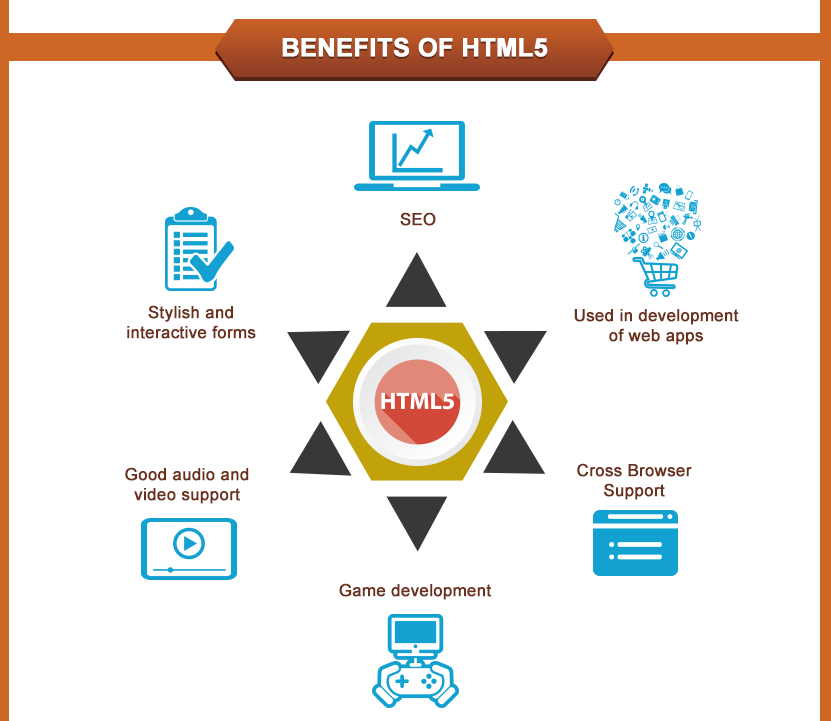 BENEFITS OF HTML5
SEO
Stylish and
interactive forms
Used in development
of web apps
HTML5
Good audio and
video support
Cross Browser
Support
Game development